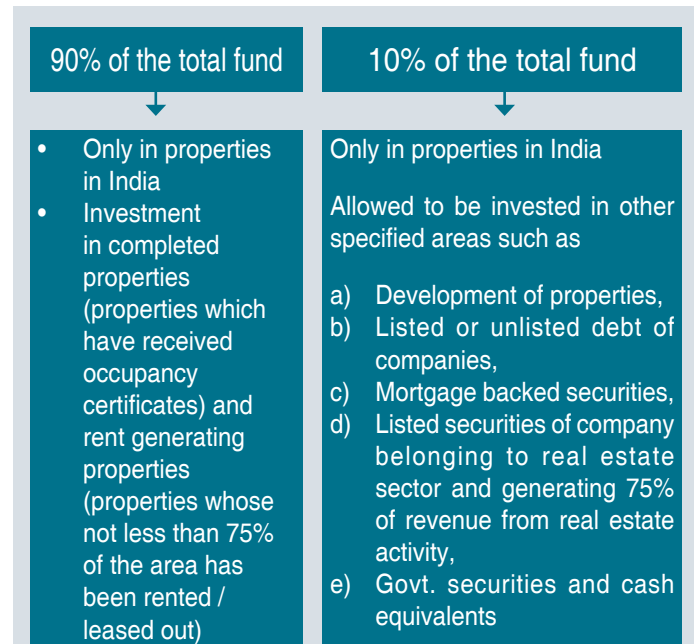 90% of the total fund
• Only in properties
in India
• Investment
in completed
properties
(properties which
have received
occupancy
certificates) and
rent generating
properties
(properties whose
not less than 75%
of the area has
been rented /
leased out)
10% of the total fund
Only in properties in India
Allowed to be invested in other
specified areas such as
a) Development of properties,
b) Listed or unlisted debt of
companies,
c) Mortgage backed securities,
d) Listed securities of company
belonging to real estate
sector and generating 75%
of revenue from real estate
activity,
e) Govt. securities and cash
equivalents